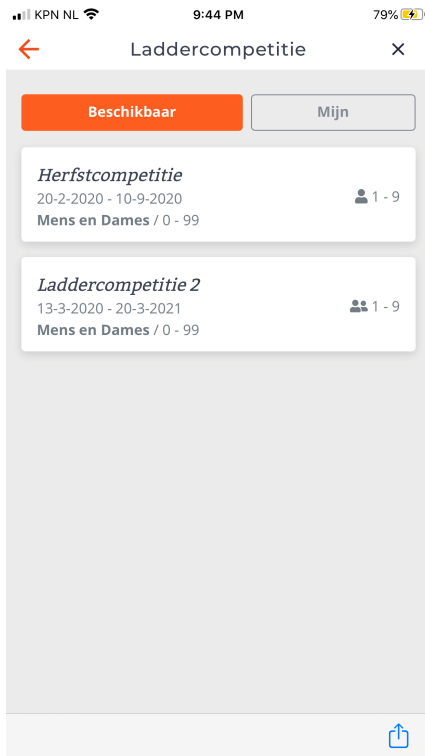 KPN NL 9:44 PM 79%
Laddercompetitie
Beschikbaar Mijn
Herfstcompetitie
20-2-2020 - 10-9-2020 1 - 9
Mens en Dames / 0 - 99
Laddercompetitie 2
13-3-2020 - 20-3-2021 1 - 9
Mens en Dames / 0 - 99